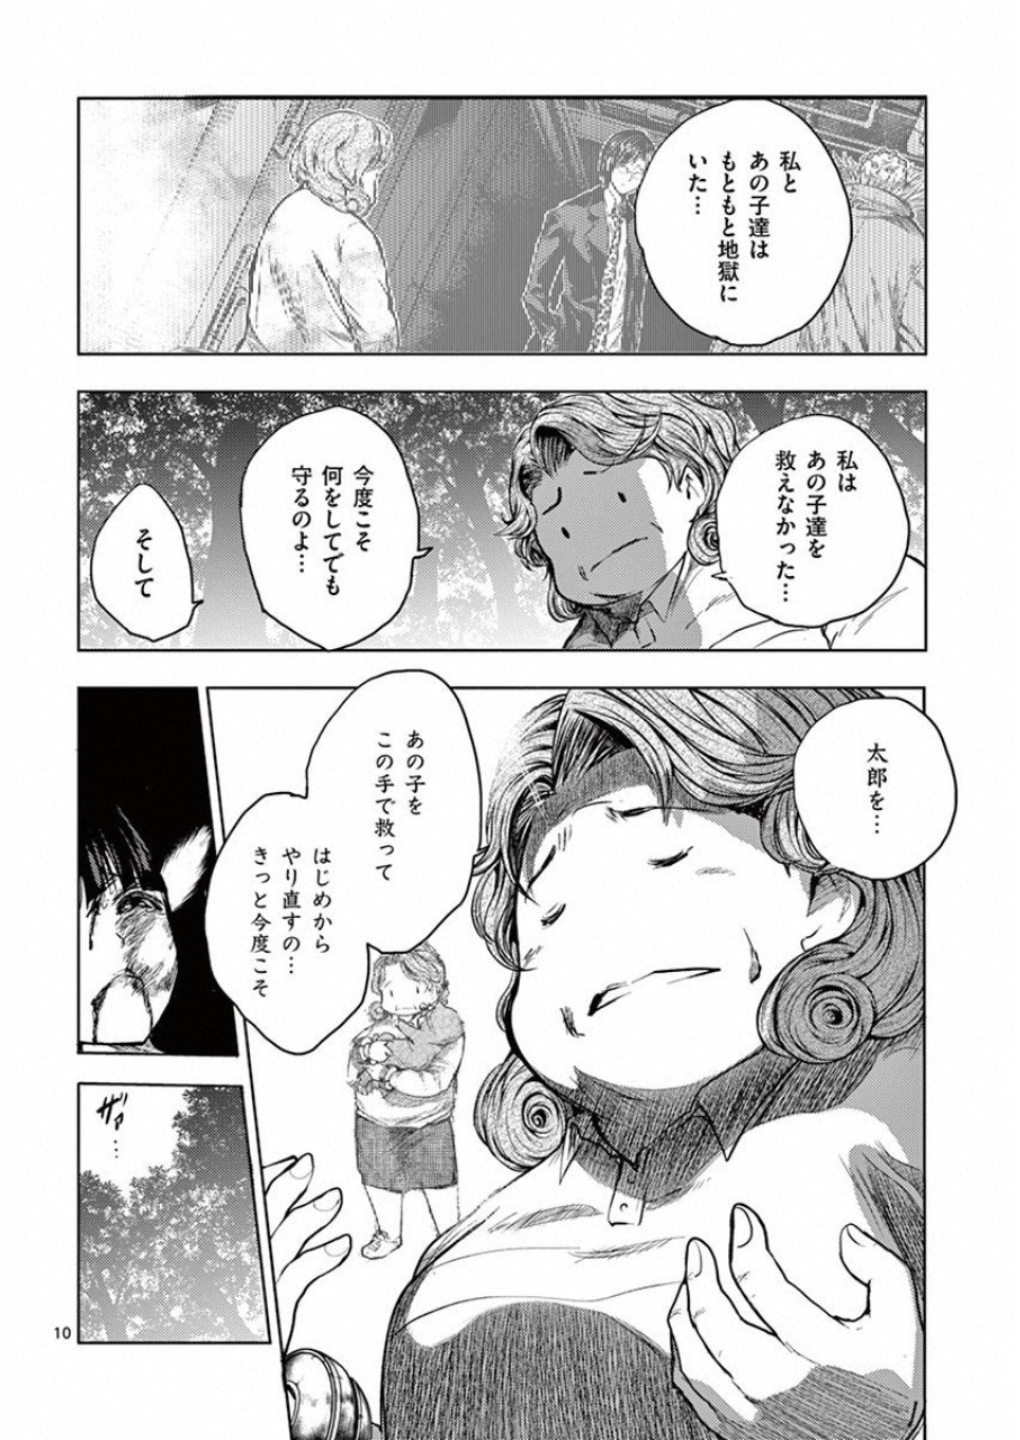 私と
あの子達は
もともと地獄に
いた…
私は
あの子達を
救えなかった…
今度こそ
何をしてでも
守るのよ…
そして
太郎を…
あの子を
この手で救って
はじめから
やり直すの…
きっと今度こそ
ザァ…
10